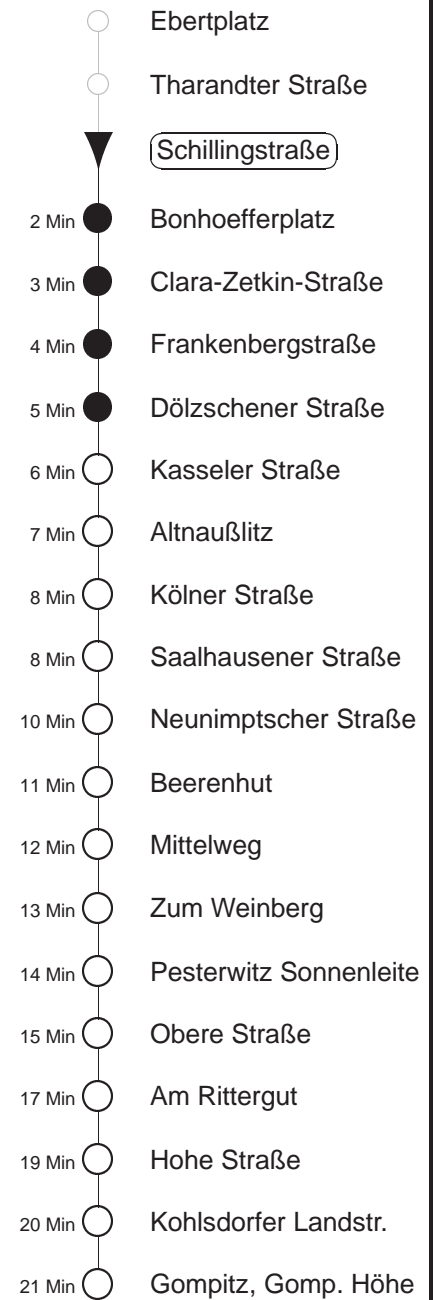 Ebertplatz
Tharandter Straße
Schillingstraße
2 Min Bonhoefferplatz
3 Min Clara-Zetkin-Straße
4 Min Frankenbergstraße
5 Min Dölzschener Straße
6 Min Kasseler Straße
7 Min Altnaußlitz
8 Min Kölner Straße
8 Min Saalhausener Straße
10 Min Neunimptscher Straße
11 Min Beerenhut
12 Min Mittelweg
13 Min Zum Weinberg
14 Min Pesterwitz Sonnenleite
15 Min Obere Straße
17 Min Am Rittergut
19 Min Hohe Straße
20 Min Kohlsdorfer Landstr.
21 Min Gompitz, Gomp. Höhe